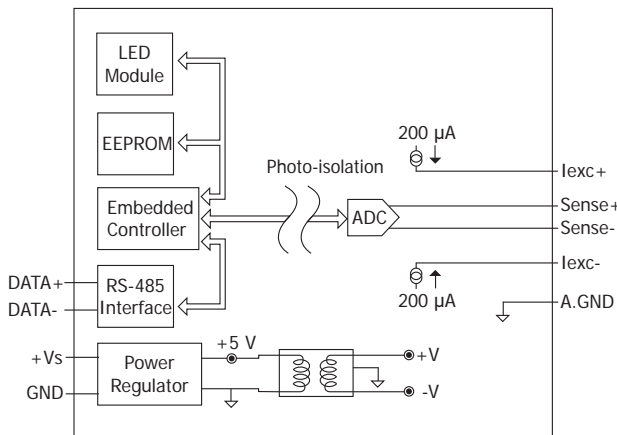 LED
Module
EEPROM
Embedded
Controller
RS-485
Interface
DATA+
DATA-
+Vs
GND
Power
Regulator
+5 V
+V
-V
Photo-isolation
ADC
200 µA
Iexc+
Sense+
Sense-
Iexc-
200 µA
A.GND